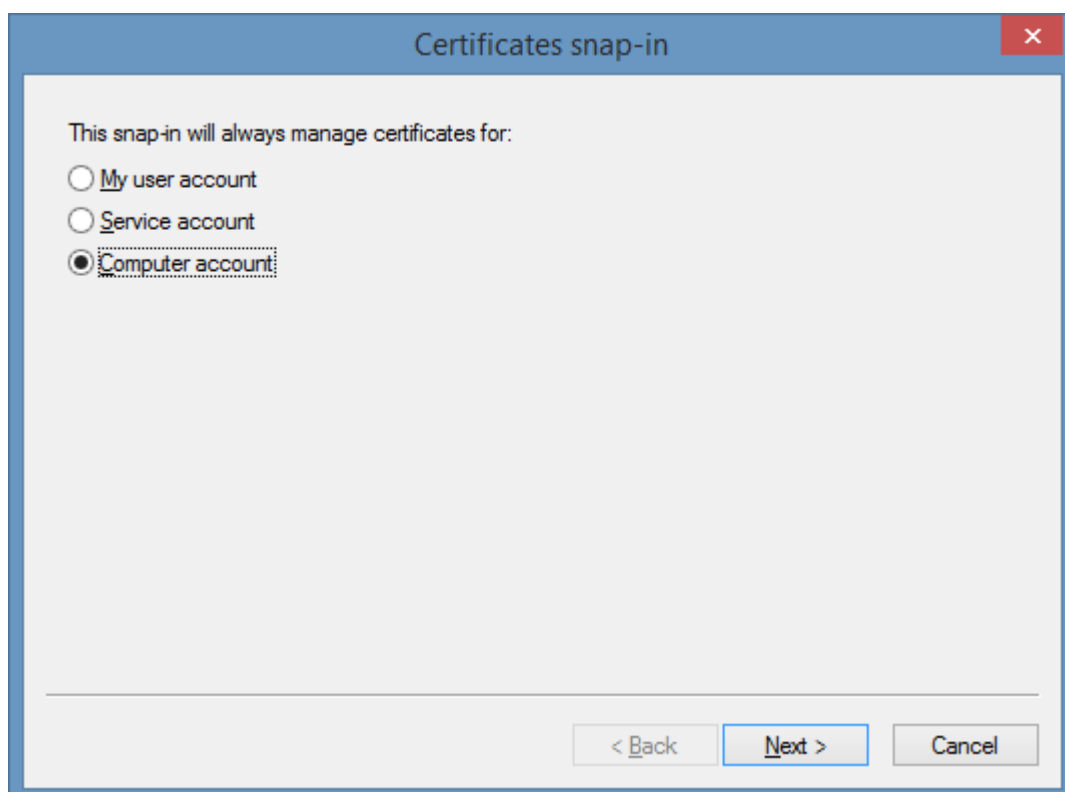 Certificates snap-in
This snap-in will always manage certificates for:
My user account
Service account
Computer account
< Back
Next >
Cancel